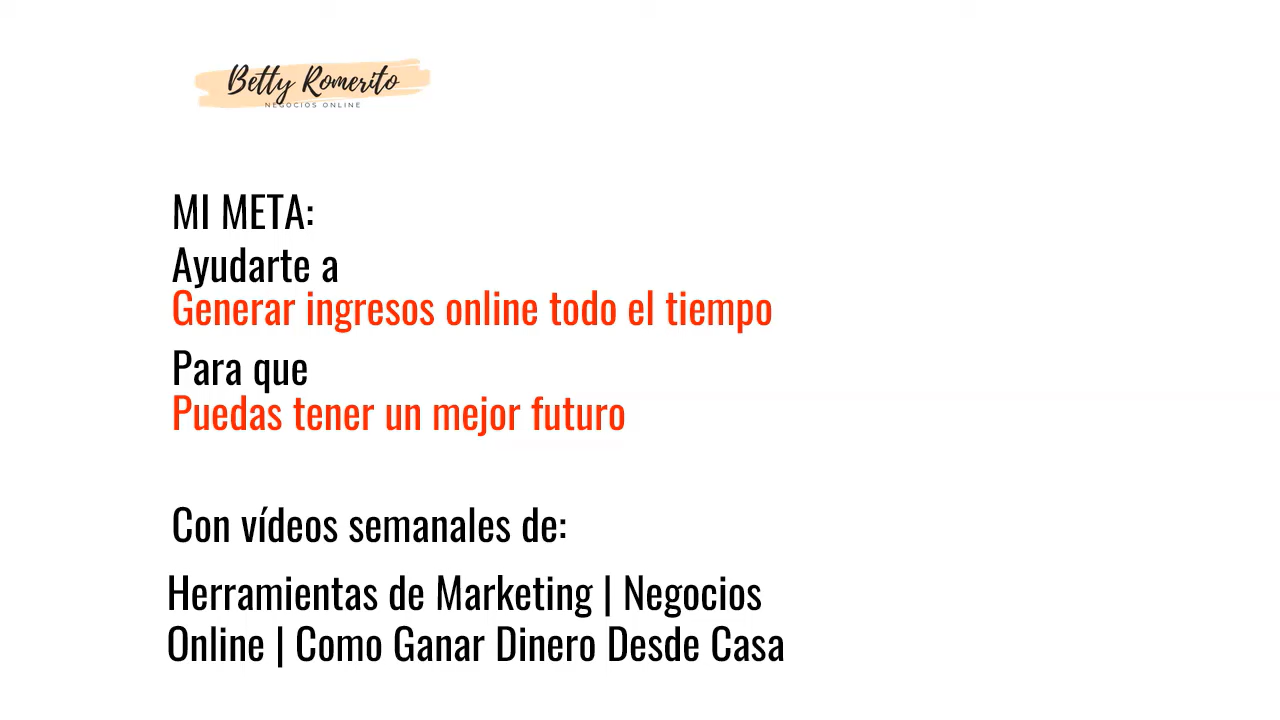 Betty Romerito
NEGOCIOS ONLINE
MI META:
Ayudarte a
Generar ingresos online todo el tiempo
Para que
Puedas tener un mejor futuro
Con vídeos semanales de:
Herramientas de Marketing | Negocios
Online | Como Ganar Dinero Desde Casa